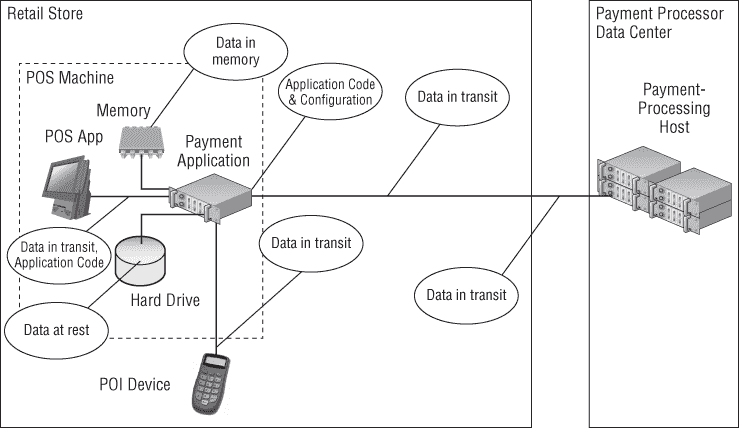 Retail Store
Payment Processor
Data Center
Data in
memory
POS Machine
Application Code
& Configuration
Data in transit
Payment-
Processing
Host
Memory
POS App
Payment
Application
Data in transit,
Application Code
Data in transit
Data in transit
Hard Drive
Data at rest
POI Device